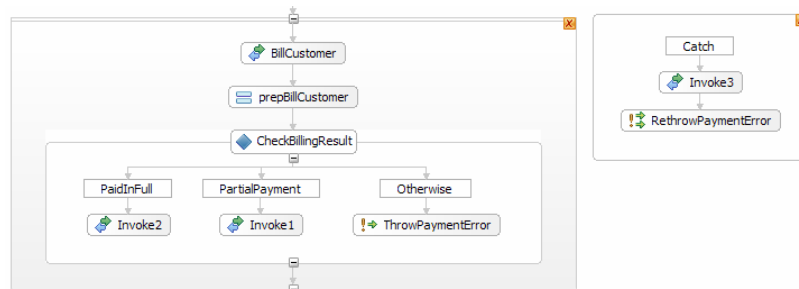 BillCustomer
prepBillCustomer
CheckBillingResult
PaidInFull PartialPayment Otherwise
Invoke2 Invoke1 ThrowPaymentError
Catch
Invoke3
RethrowPaymentError